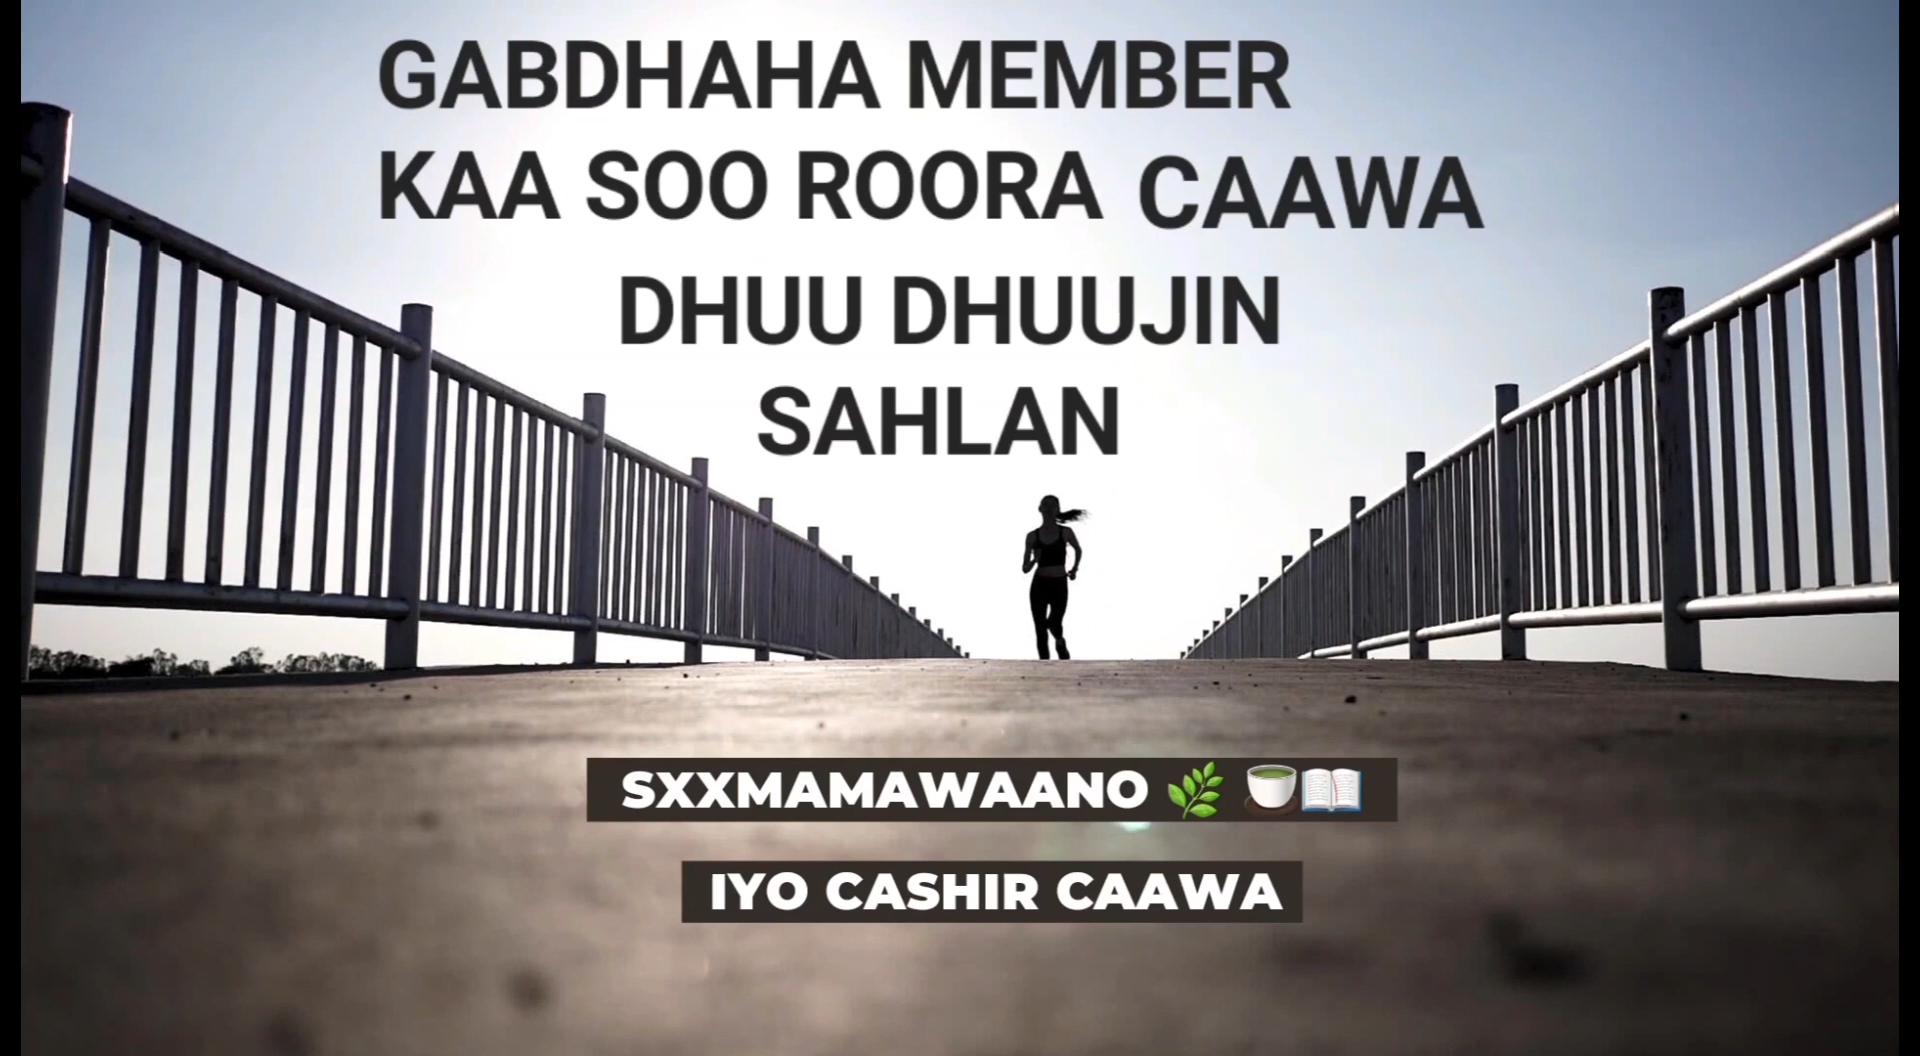 GABDHAHA MEMBER
KAA SOO ROORA CAAWA
DHUU DHUUJIN
SAHLAN
SXXMAMAWAANO 🌿 🍵📖
IYO CASHIR CAAWA